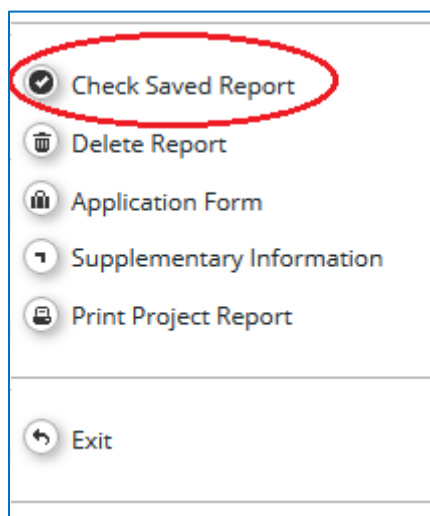 Check Saved Report
Delete Report
Application Form
Supplementary Information
Print Project Report
Exit